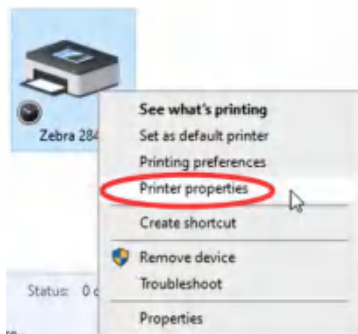 See what's printing
Zebra 284
Set as default printer
Printing preferences
Printer properties
Create shortcut
Remove device
Troubleshoot
Status: 0
Properties